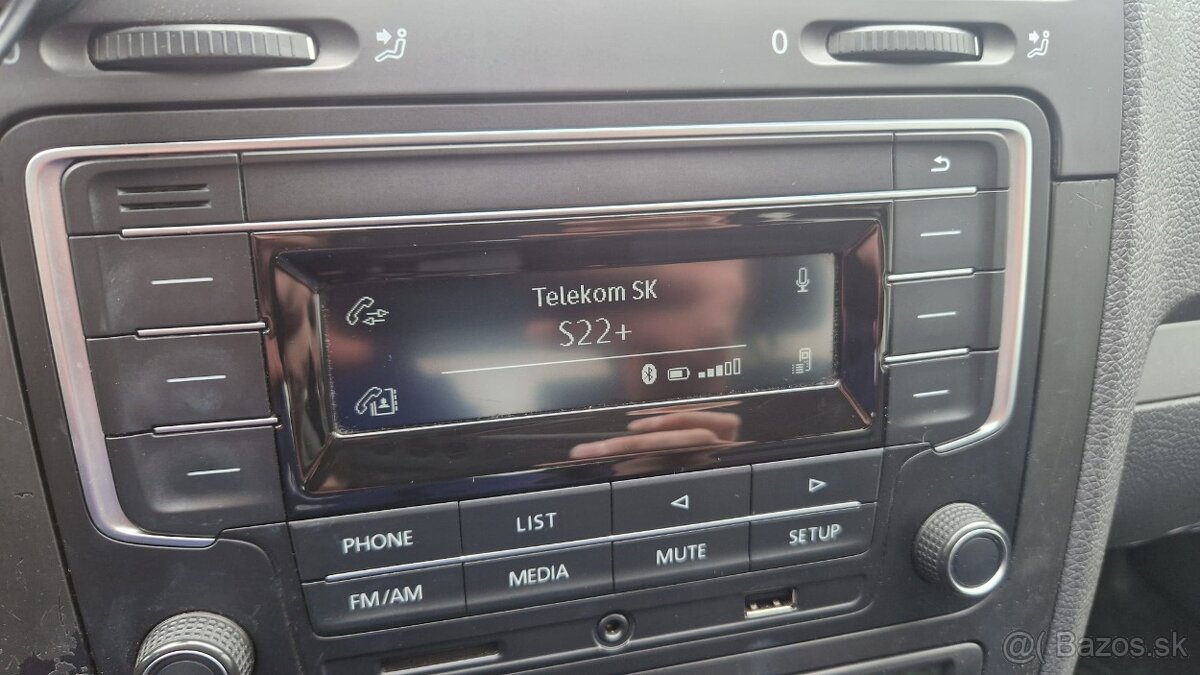 0
Telekom SK
S22+
PHONE LIST
FM/AM MEDIA MUTE SETUP
@( Bazos.sk